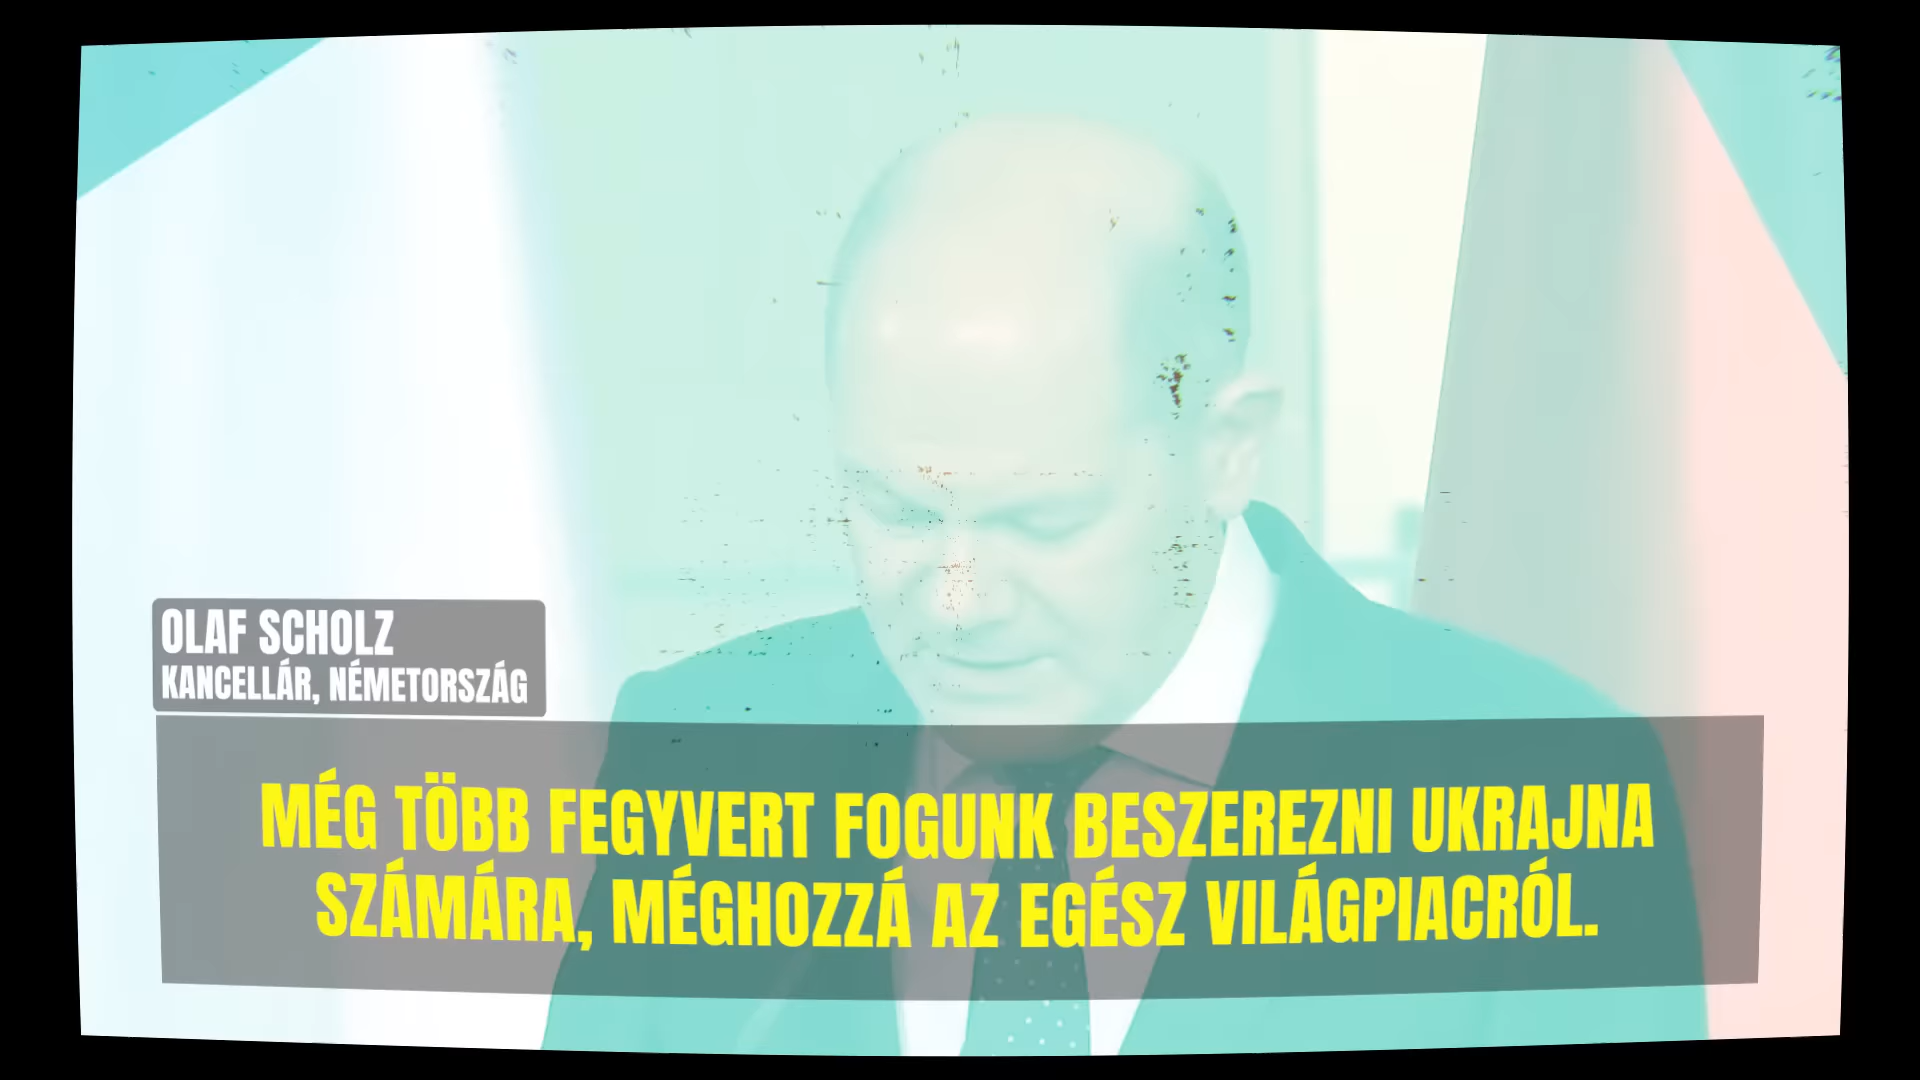 OLAF SCHOLZ
KANCELLÁR, NÉMETORSZÁG
MÉG TÖBB FEGYVERT FOGUNK BESZEREZNI UKRAJNA
SZÁMÁRA, MÉGHOZZÁ AZ EGÉSZ VILÁGPIACRÓL.